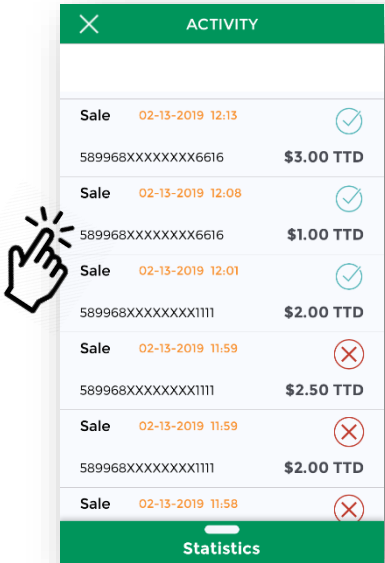 ACTIVITY
Sale 02-13-2019 12:13
589968XXXXXXXX6616 $3.00 TTD
Sale 02-13-2019 12:08
589968XXXXXXXX6616 $1.00 TTD
Sale 02-13-2019 12:01
589968XXXXXXXX1111 $2.00 TTD
Sale 02-13-2019 11:59
589968XXXXXXXX1111 $2.50 TTD
Sale 02-13-2019 11:59
589968XXXXXXXX1111 $2.00 TTD
Sale 02-13-2019 11:58
Statistics